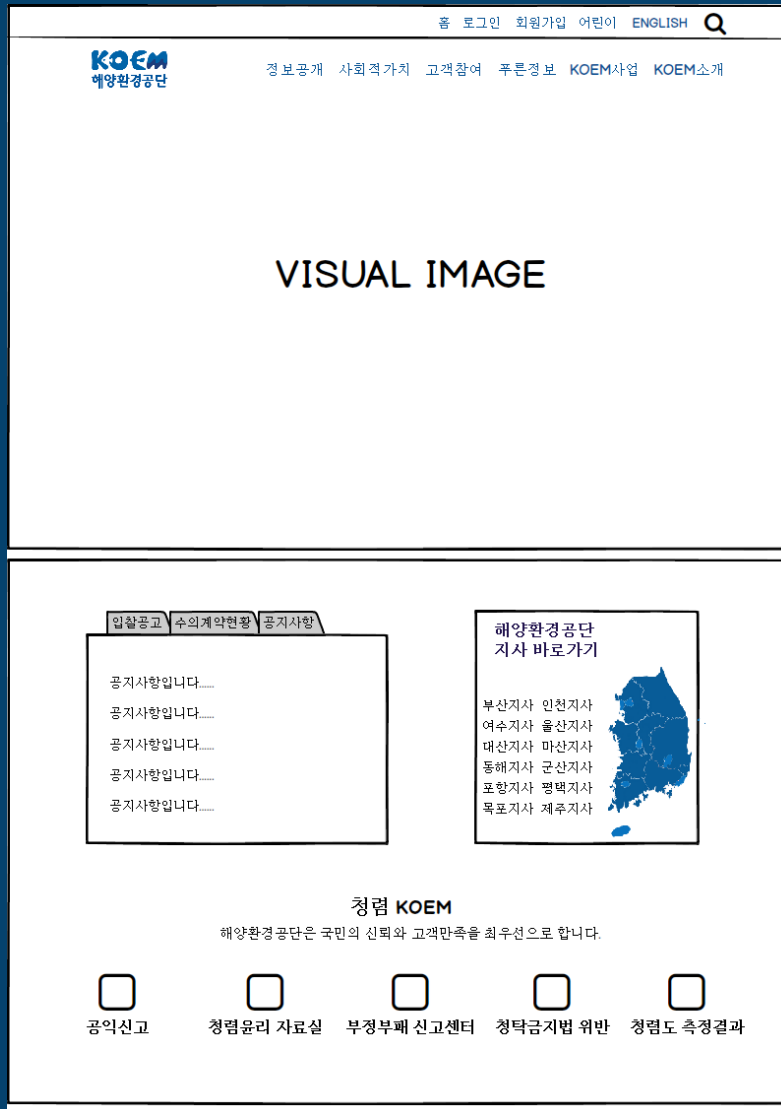 홈 로그인 회원가입 어린이 ENGLISH
KOEM
해양환경공단
정보공개 사회적가치 고객참여 푸른정보 KOEM사업 KOEM소개
VISUAL IMAGE
입찰공고 수의계약현황 공지사항
공지사항입니다......
공지사항입니다......
공지사항입니다......
공지사항입니다......
공지사항입니다......
해양환경공단
지사 바로가기
부산지사 인천지사
여수지사 울산지사
대산지사 마산지사
동해지사 군산지사
포항지사 평택지사
목포지사 제주지사
청렴 KOEM
해양환경공단은 국민의 신뢰와 고객만족을 최우선으로 합니다.
공익신고 청렴윤리 자료실 부정부패 신고센터 청탁금지법 위반 청렴도 측정결과